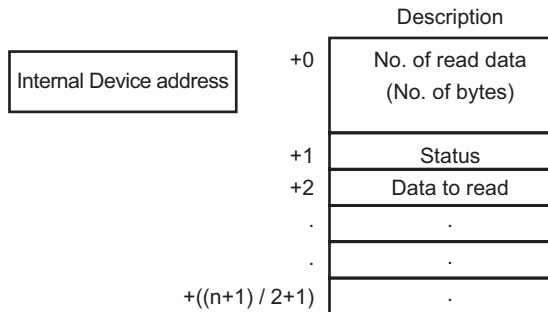 Description
Internal Device address
+0 No. of read data
(No. of bytes)
+1 Status
+2 Data to read
. .
. .
+((n+1) / 2+1) .